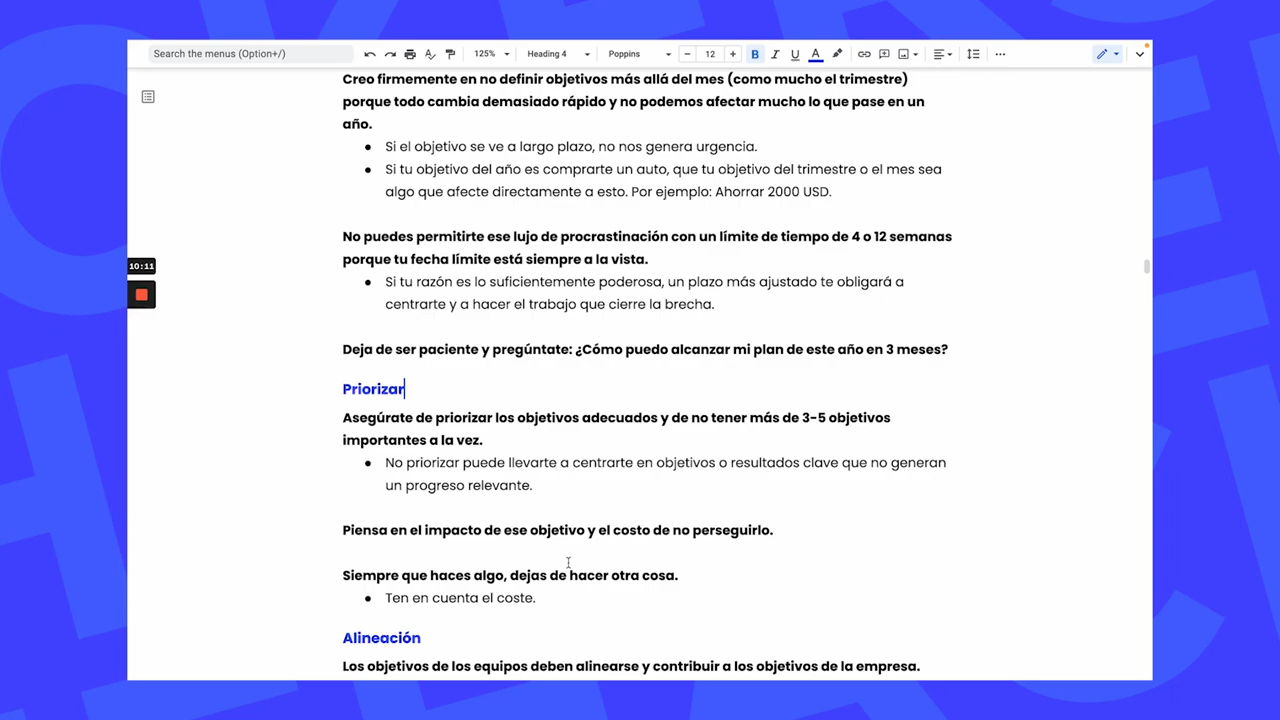 Search the menus (Option+/)
125%
Heading 4
Poppins
12
B
I
U
A
Creo firmemente en no definir objetivos más allá del mes (como mucho el trimestre)
porque todo cambia demasiado rápido y no podemos afectar mucho lo que pase en un
año.
● Si el objetivo se ve a largo plazo, no nos genera urgencia.
● Si tu objetivo del año es comprarte un auto, que tu objetivo del trimestre o el mes sea
algo que afecte directamente a esto. Por ejemplo: Ahorrar 2000 USD.
No puedes permitirte ese lujo de procrastinación con un límite de tiempo de 4 o 12 semanas
10:11
porque tu fecha límite está siempre a la vista.
● Si tu razón es lo suficientemente poderosa, un plazo más ajustado te obligará a
centrarte y a hacer el trabajo que cierre la brecha.
Deja de ser paciente y pregúntate: ¿Cómo puedo alcanzar mi plan de este año en 3 meses?
Priorizar
Asegúrate de priorizar los objetivos adecuados y de no tener más de 3-5 objetivos
importantes a la vez.
● No priorizar puede llevarte a centrarte en objetivos o resultados clave que no generan
un progreso relevante.
Piensa en el impacto de ese objetivo y el costo de no perseguirlo.
Siempre que haces algo, dejas de hacer otra cosa.
● Ten en cuenta el coste.
Alineación
Los objetivos de los equipos deben alinearse y contribuir a los objetivos de la empresa.